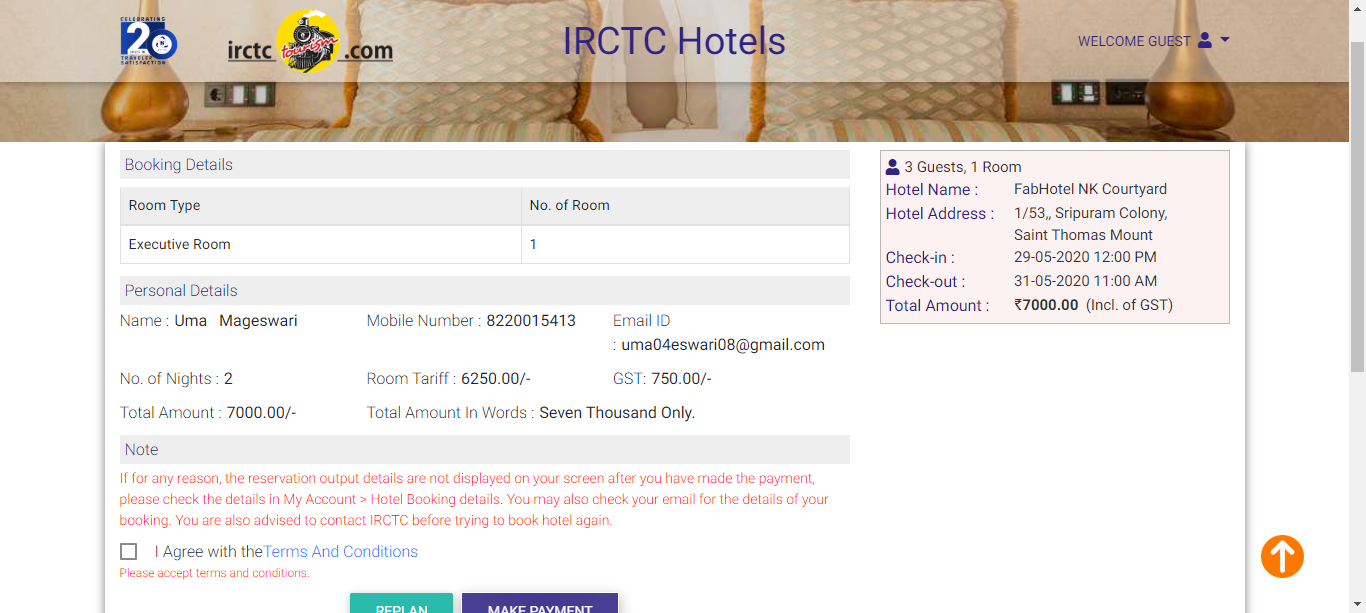 CELEBRATING
20
TRAVELER
SATISFACTION
irctc tourism .com
IRCTC Hotels
WELCOME GUEST
Booking Details
Room Type No. of Room
Executive Room 1
Personal Details
Name : Uma Mageswari Mobile Number : 8220015413 Email ID
: uma04eswari08@gmail.com
No. of Nights : 2 Room Tariff : 6250.00/- GST: 750.00/-
Total Amount : 7000.00/- Total Amount In Words : Seven Thousand Only.
Note
If for any reason, the reservation output details are not displayed on your screen after you have made the payment,
please check the details in My Account > Hotel Booking details. You may also check your email for the details of your
booking. You are also advised to contact IRCTC before trying to book hotel again.
I Agree with theTerms And Conditions
Please accept terms and conditions.
REPLAN MAKE PAYMENT
3 Guests, 1 Room
Hotel Name : FabHotel NK Courtyard
Hotel Address : 1/53,, Sripuram Colony,
Saint Thomas Mount
Check-in : 29-05-2020 12:00 PM
Check-out : 31-05-2020 11:00 AM
Total Amount : ₹7000.00 (Incl. of GST)